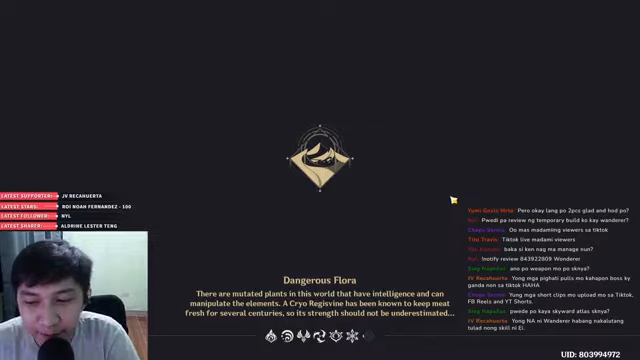 LATEST SUPPORTER: JV RECAHUERTA
LATEST STARS: ROI NOAH FERNANDEZ - 100
LATEST FOLLOWER: NYL
LATEST SHARER: ALDRINE LESTER TENG
Dangerous Flora
There are mutated plants in this world that have intelligence and can
manipulate the elements. A Cryo Regisvine has been known to keep meat
fresh for several centuries, so its strength should not be underestimated...
Pero okay lang po 2pcs glad and hod po?
Pwedi pa review ng temporary build ko kay wanderer?
Oo mas madamiing viewers sa tiktok
Titú Travis: Tiktok live madami viewers
baka si ken nag ma manage nun?
!notify review 843922809 Wonderer
ano po weapon mo po sknya?
JV Recahuerta: Yong mga pighati pulls mo kahapon boss ky
ganda non sa tiktok HAHA
Yung mga short clips mo upload mo sa Tiktok,
FB Reels and YT Shorts.
pwede po kaya skyward atlas sknya?
JV Recahuerta: Yong NA ni Wanderer habang nakalutang
tulad nong skill ni Ei.
UID: 803994972